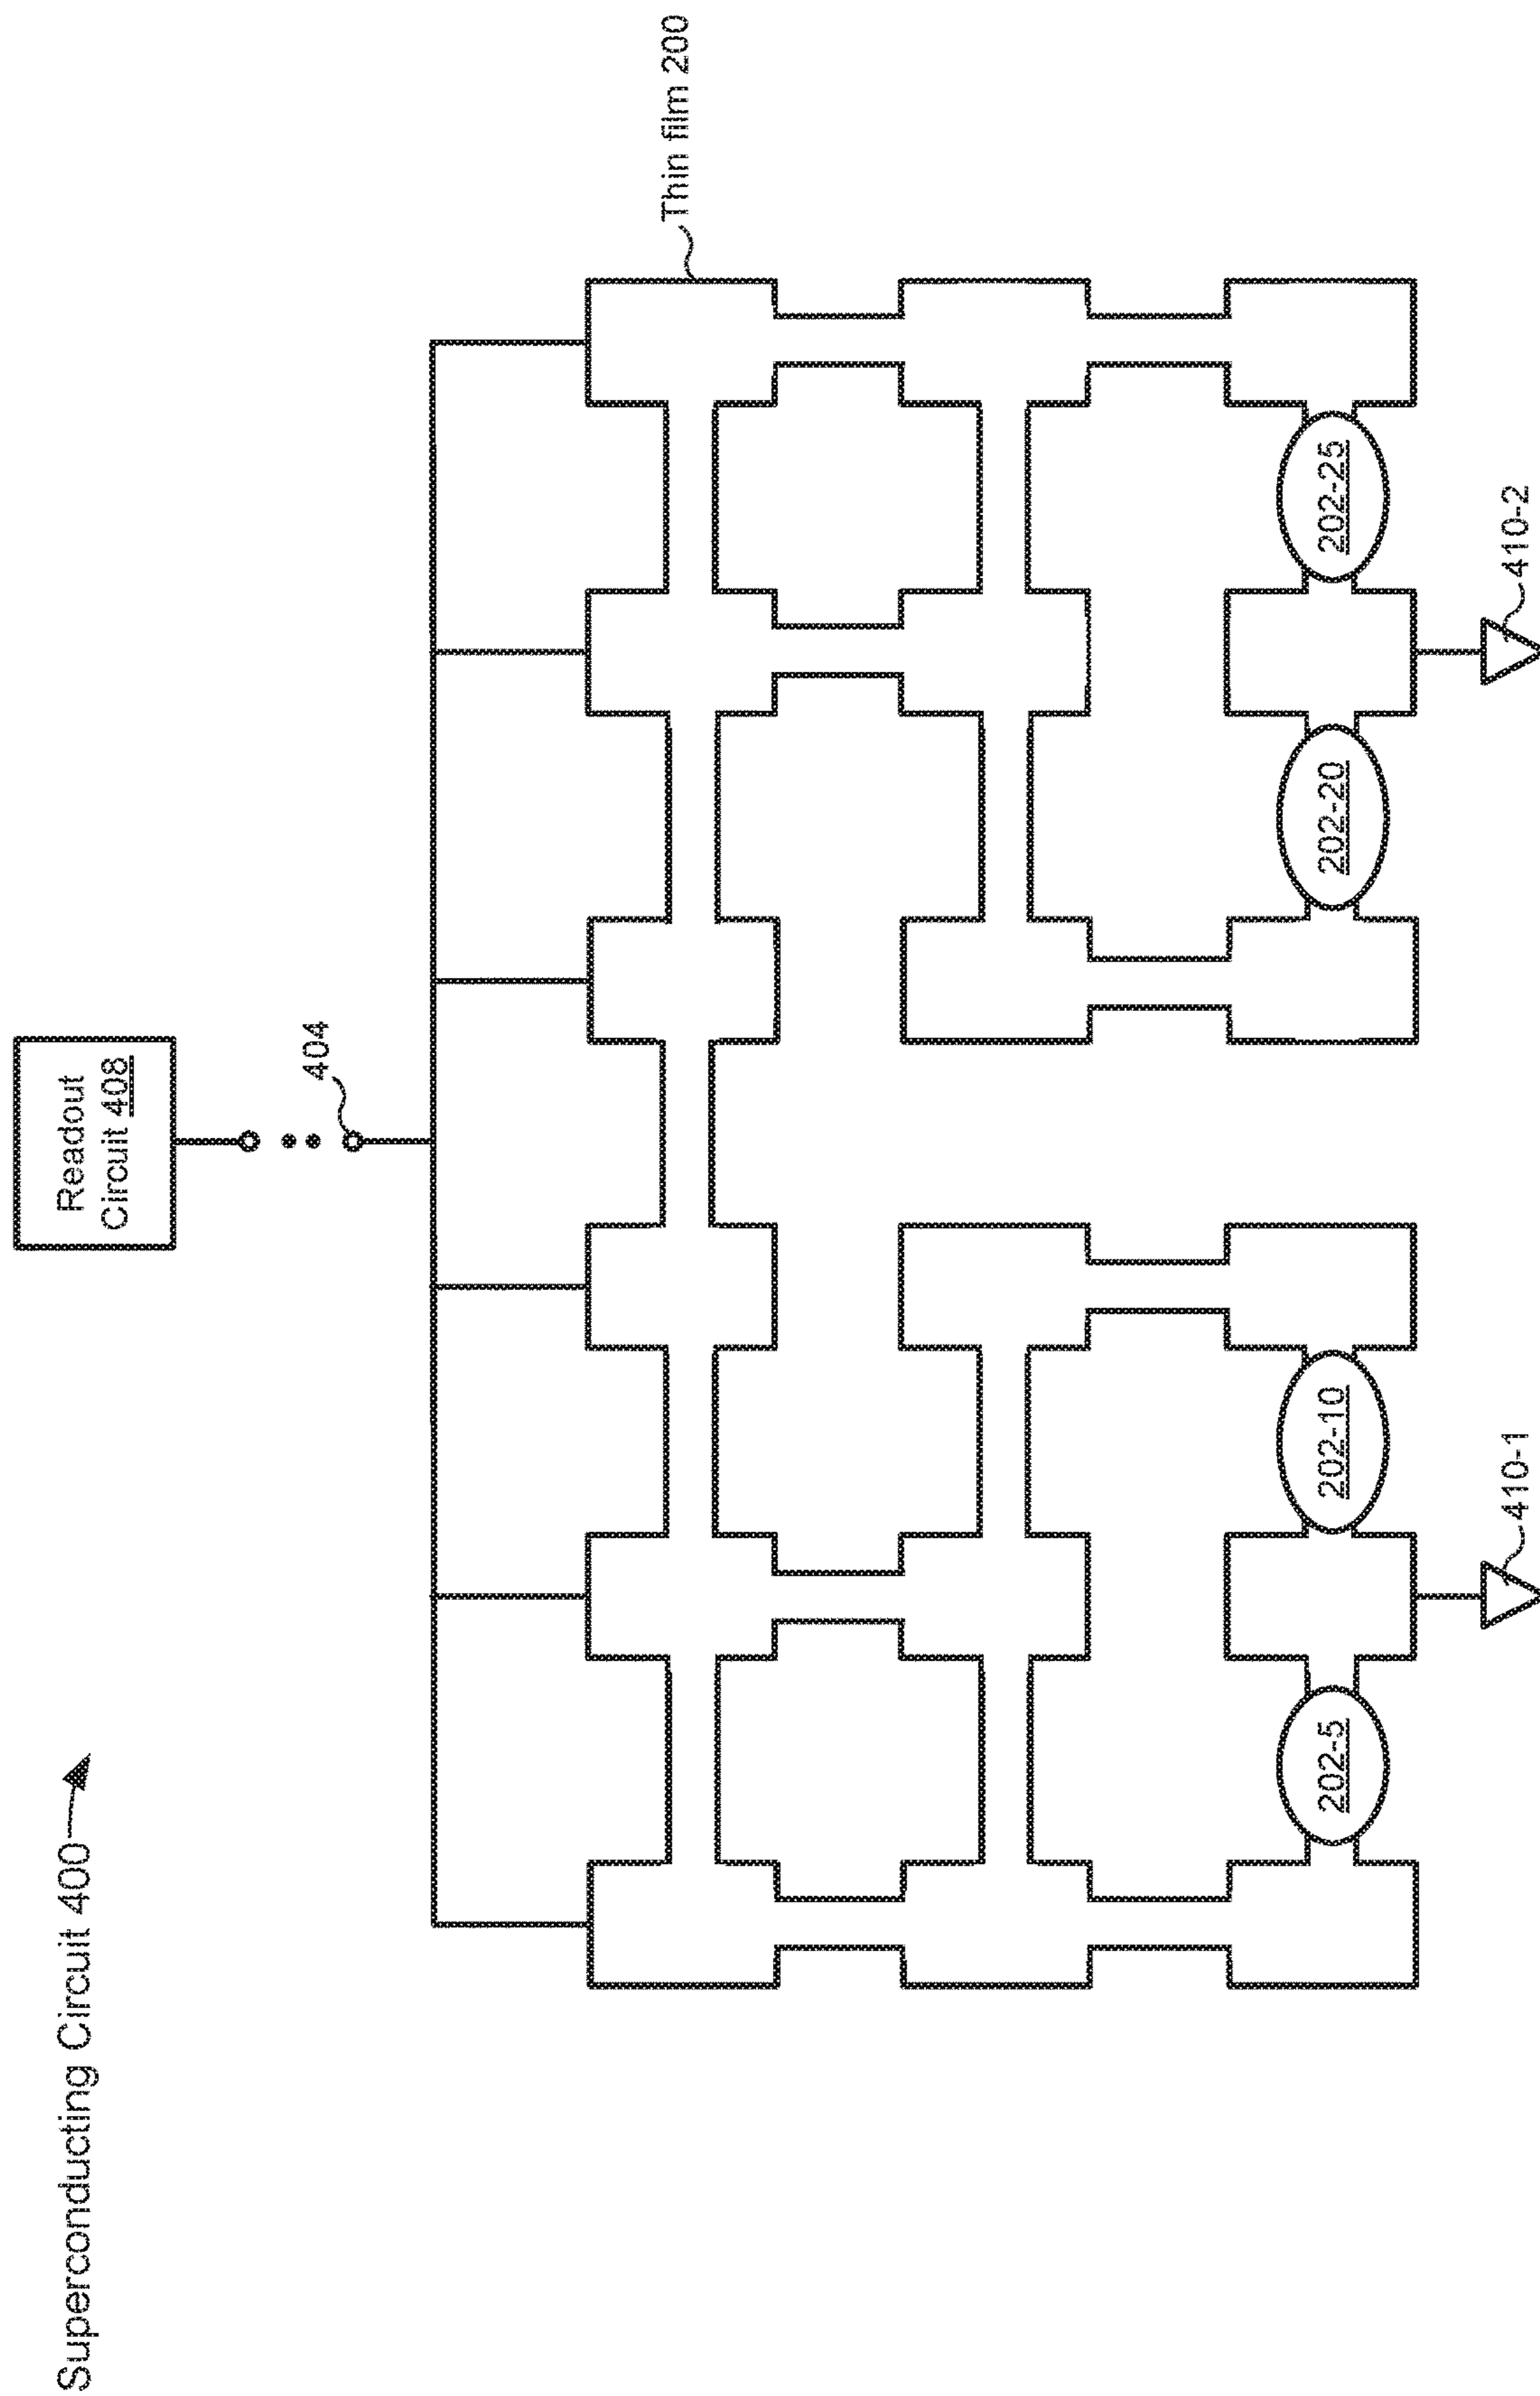 Superconducting Circuit 400
Readout
Circuit 408
404
Thin film 200
202-5
202-10
202-20
202-25
410-1
410-2